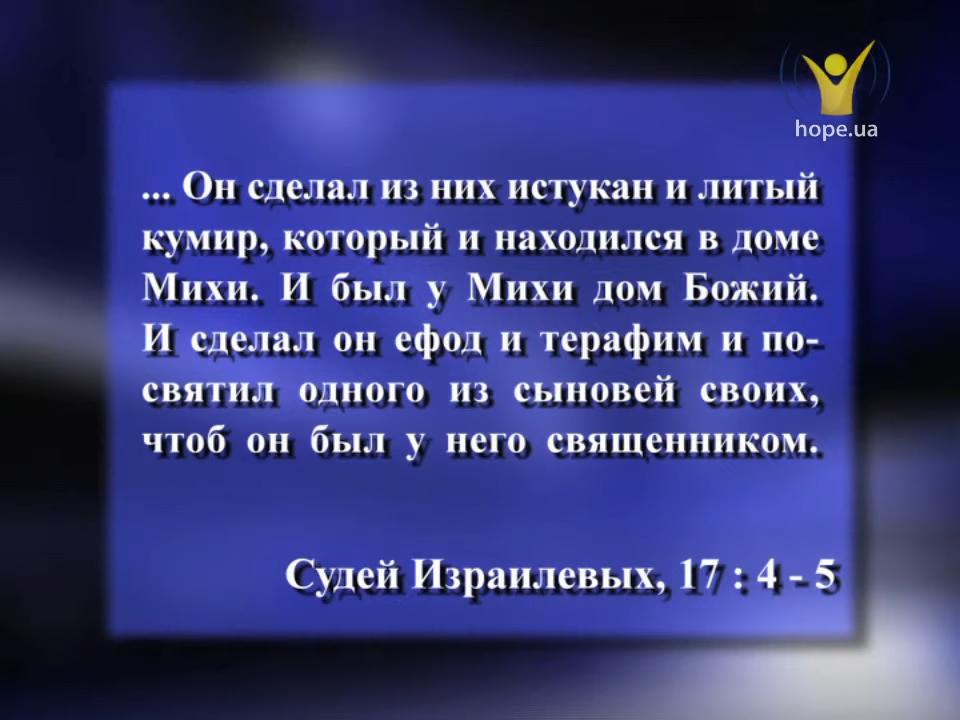 hope.ua
... Он сделал из них истукан и литый
кумир, который и находился в доме
Михи. И был у Михи дом Божий.
И сделал он ефод и терафим и по-
святил одного из сыновей своих,
чтоб он был у него священником.
Судей Израилевых, 17 : 4 - 5